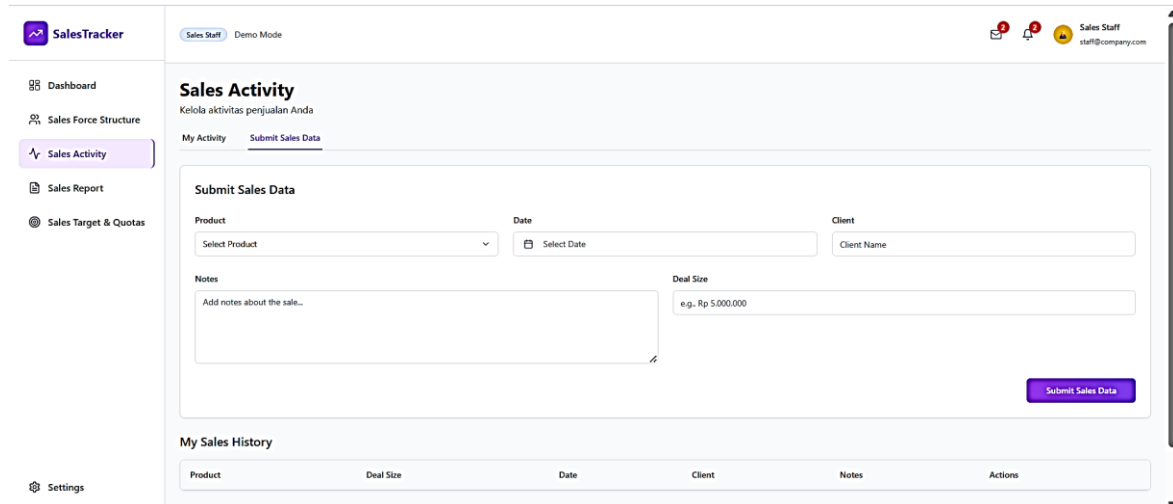 SalesTracker
Sales Staff Demo Mode
2
2
Sales Staff
staff@company.com
Dashboard
Sales Force Structure
Sales Activity
Sales Report
Sales Target & Quotas
Settings
Sales Activity
Kelola aktivitas penjualan Anda
My Activity Submit Sales Data
Submit Sales Data
Product Date Client
Select Product Select Date Client Name
Notes Deal Size
Add notes about the sale... e.g., Rp 5.000.000
Submit Sales Data
My Sales History
Product Deal Size Date Client Notes Actions